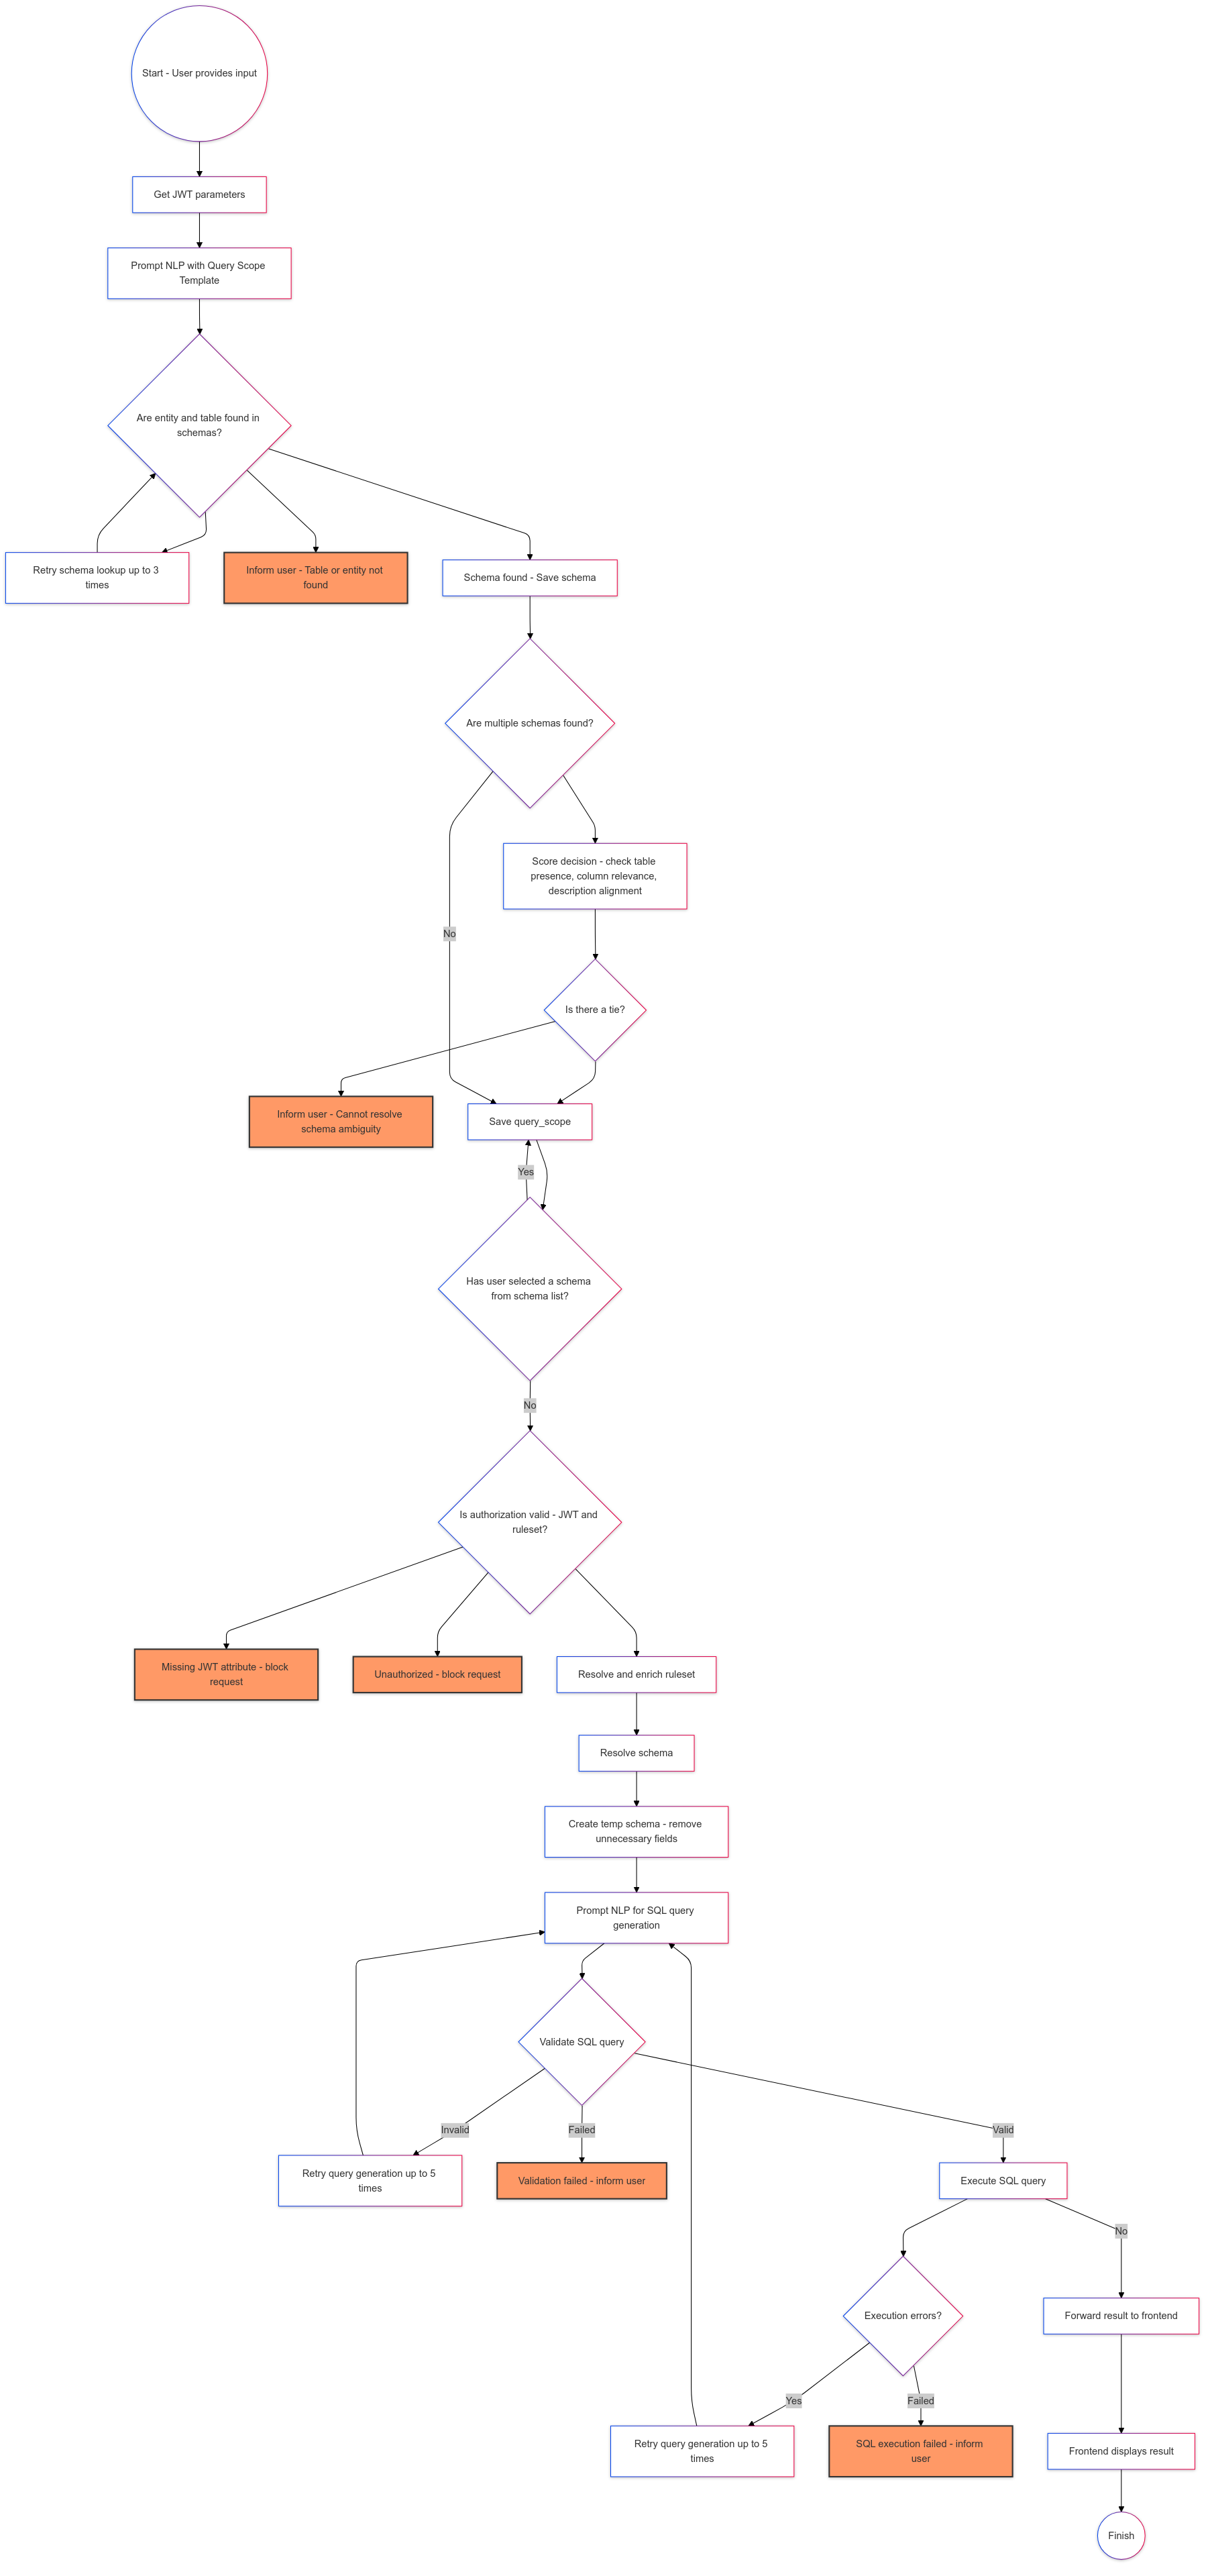 Start - User provides input
Get JWT parameters
Prompt NLP with Query Scope
Template
Are entity and table found in
schemas?
Retry schema lookup up to 3
times
Inform user - Table or entity not
found
Schema found - Save schema
Are multiple schemas found?
Score decision - check table
presence, column relevance,
description alignment
No
Is there a tie?
Inform user - Cannot resolve
schema ambiguity
Save query_scope
Yes
Has user selected a schema
from schema list?
No
Is authorization valid - JWT and
ruleset?
Missing JWT attribute - block
request
Unauthorized - block request
Resolve and enrich ruleset
Resolve schema
Create temp schema - remove
unnecessary fields
Prompt NLP for SQL query
generation
Validate SQL query
Invalid
Failed
Valid
Retry query generation up to 5
times
Validation failed - inform user
Execute SQL query
No
Execution errors?
Forward result to frontend
Yes
Failed
Retry query generation up to 5
times
SQL execution failed - inform
user
Frontend displays result
Finish